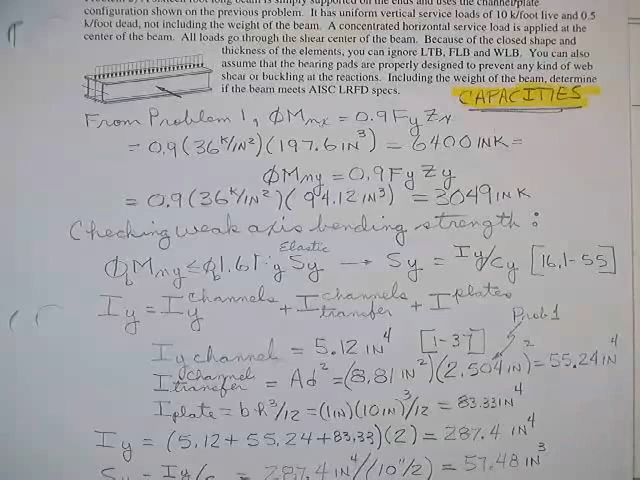 configuration shown on the previous problem. It has uniform vertical service loads of 10 k/foot live and 0.5
k/foot dead, not including the weight of the beam. A concentrated horizontal service load is applied at the
center of the beam. All loads go through the shear center of the beam. Because of the closed shape and
thickness of the elements, you can ignore LTB, FLB and WLB. You can also
assume that the bearing pads are properly designed to prevent any kind of web
shear or buckling at the reactions. Including the weight of the beam, determine
if the beam meets AISC LRFD specs.
CAPACITIES
From Problem 1, ΦMnx = 0.9 Fy Zx
= 0.9(36 K/IN²)(197.6 IN³) = 6400 INK =
ΦMny = 0.9 Fy Zy
= 0.9(36 K/IN²)(94.12 IN³) = 3049 INK
Checking weak axis bending strength:
Elastic
ΦbMny ≤ Φb1.6Fy Sy → Sy = Iy/Cy [16.1-55]
Iy = Iy channels + I channels transfer + I plates
Prob 1
Iy channel = 5.12 IN⁴ [1-37]
I channel transfer = Ad² = (8.81 IN²)(2.504 IN)² = 55.24 IN⁴
I plate = b·h³/12 = (1 IN)(10 IN)³/12 = 83.33 IN⁴
Iy = (5.12 + 55.24 + 83.33)(2) = 287.4 IN⁴
Sy = Iy/c = 287.4 IN⁴/(10"/2) = 57.48 IN³